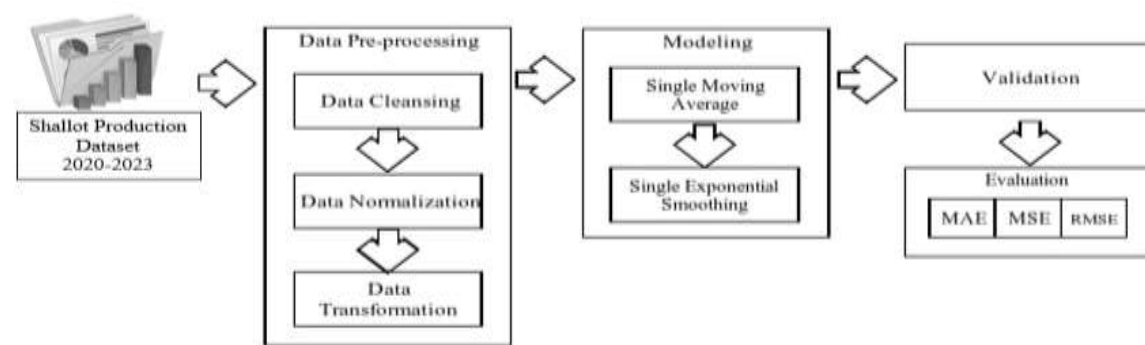 Shallot Production
Dataset
2020-2023
Data Pre-processing
Data Cleansing
Data Normalization
Data
Transformation
Modeling
Single Moving
Average
Single Exponential
Smoothing
Validation
Evaluation
MAE MSE RMSE